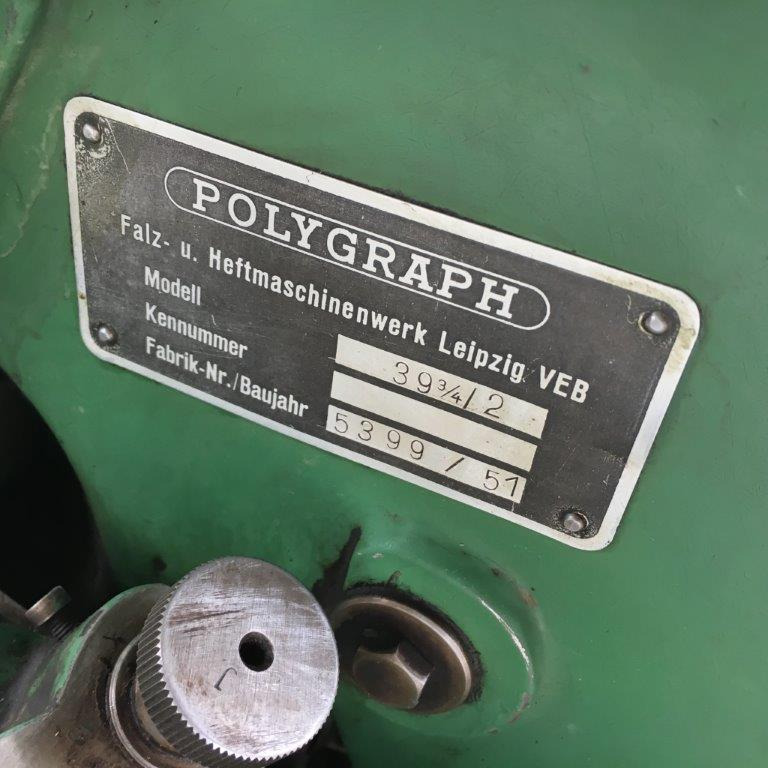 POLYGRAPH
Falz- u. Heftmaschinenwerk Leipzig VEB
Modell 39¾/2
Kennummer
Fabrik-Nr./Baujahr 5399 / 51
J